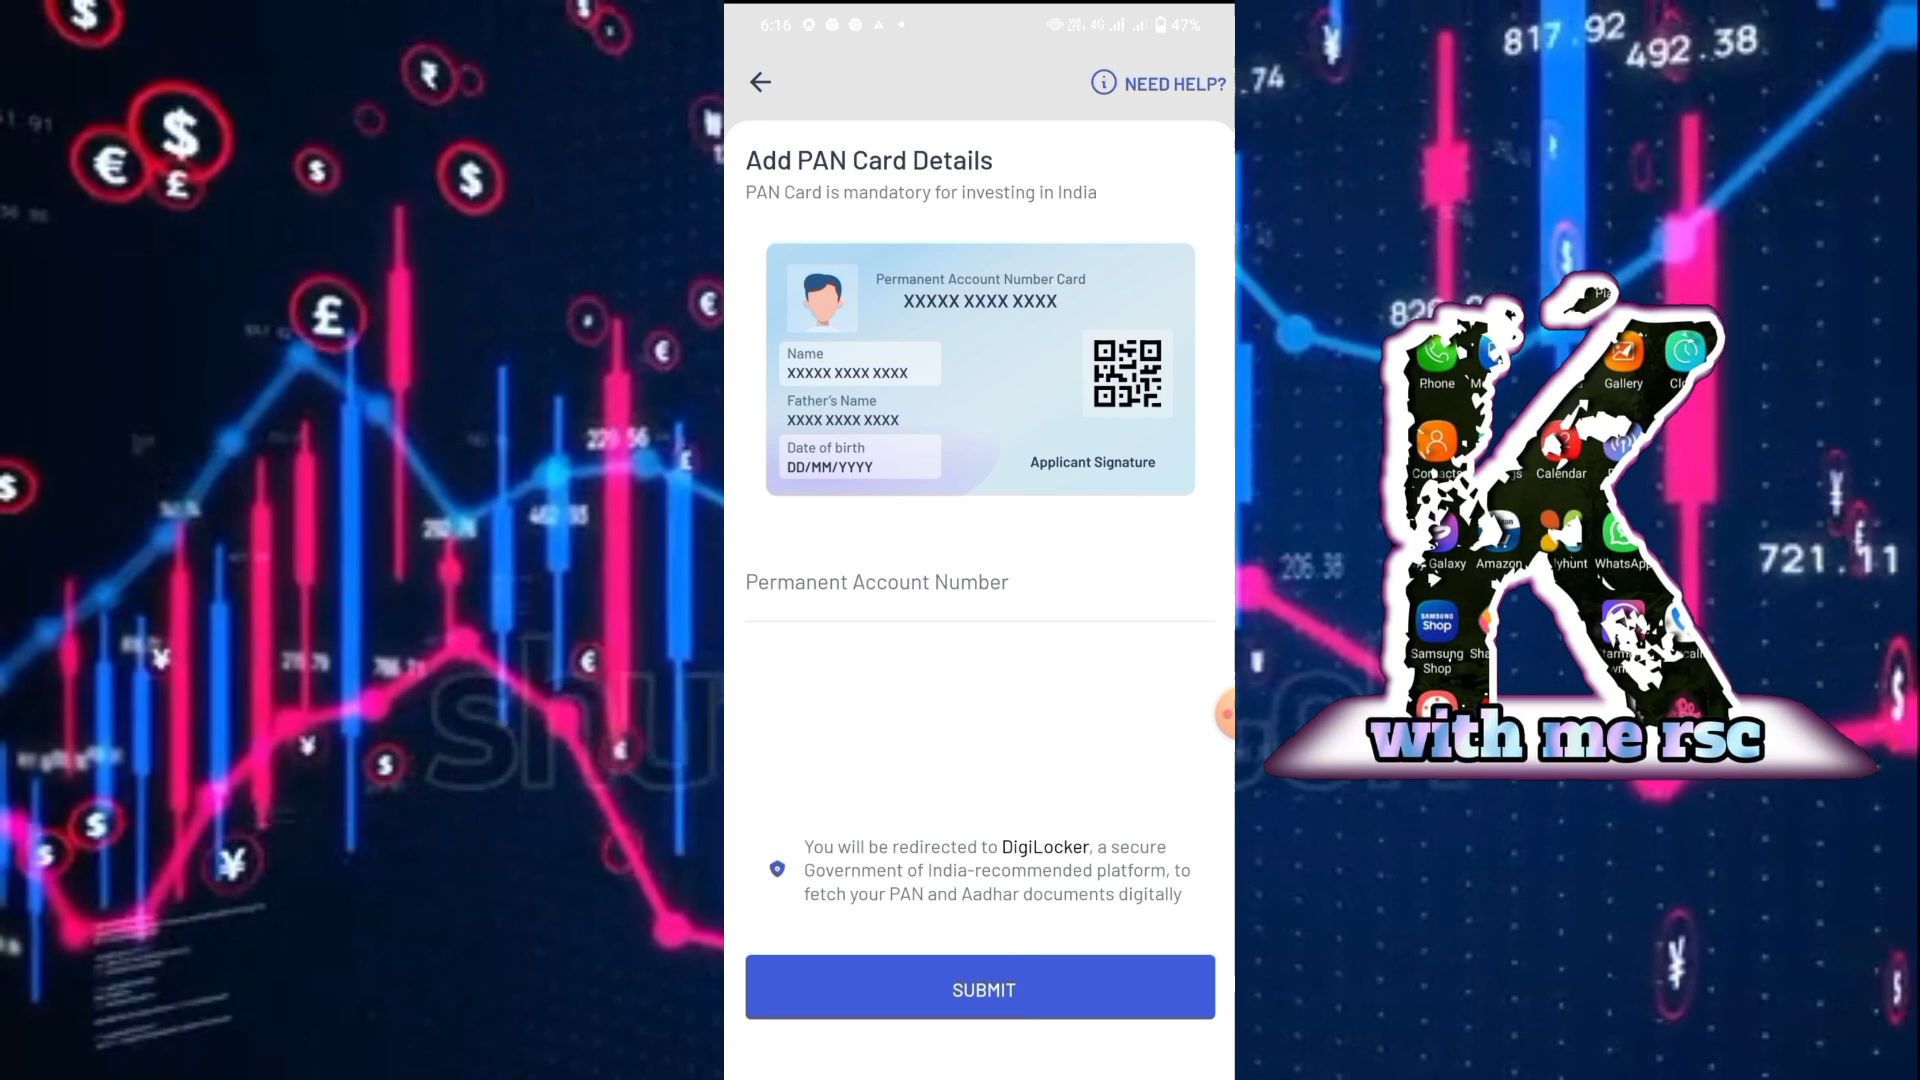 6:16
4G
47%
NEED HELP?
Add PAN Card Details
PAN Card is mandatory for investing in India
Permanent Account Number Card
XXXXX XXXX XXXX
Name
XXXXX XXXX XXXX
Father's Name
XXXX XXXX XXXX
Date of birth
DD/MM/YYYY
Applicant Signature
Permanent Account Number
You will be redirected to DigiLocker, a secure
Government of India-recommended platform, to
fetch your PAN and Aadhar documents digitally
SUBMIT
817.92
492.38
.74
206.38
721.11
Phone
Gallery
Calendar
Galaxy
Amazon
lyhunt
WhatsApp
SAMSUNG
Shop
Samsung
Shop
with me rsc